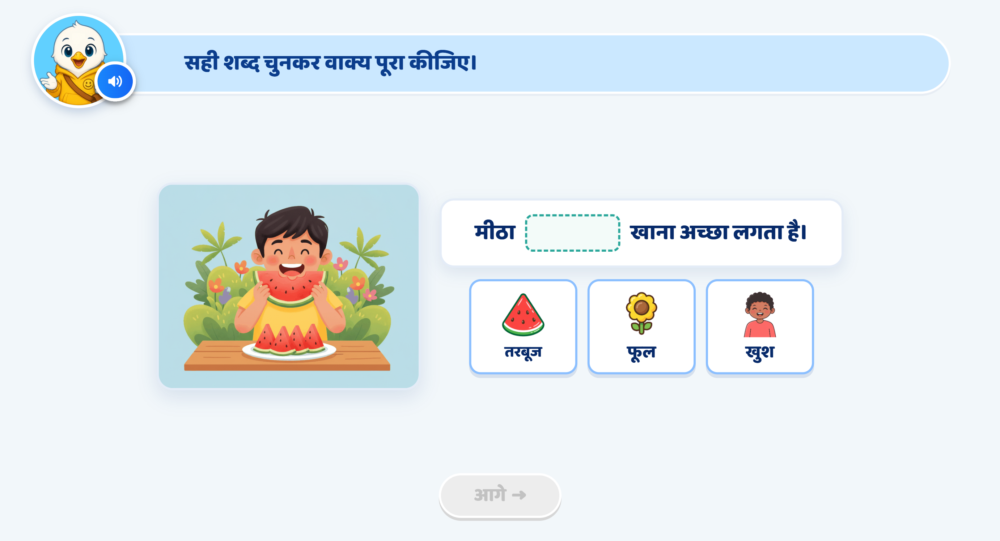 सही शब्द चुनकर वाक्य पूरा कीजिए।
मीठा खाना अच्छा लगता है।
तरबूज
फूल
खुश
आगे →